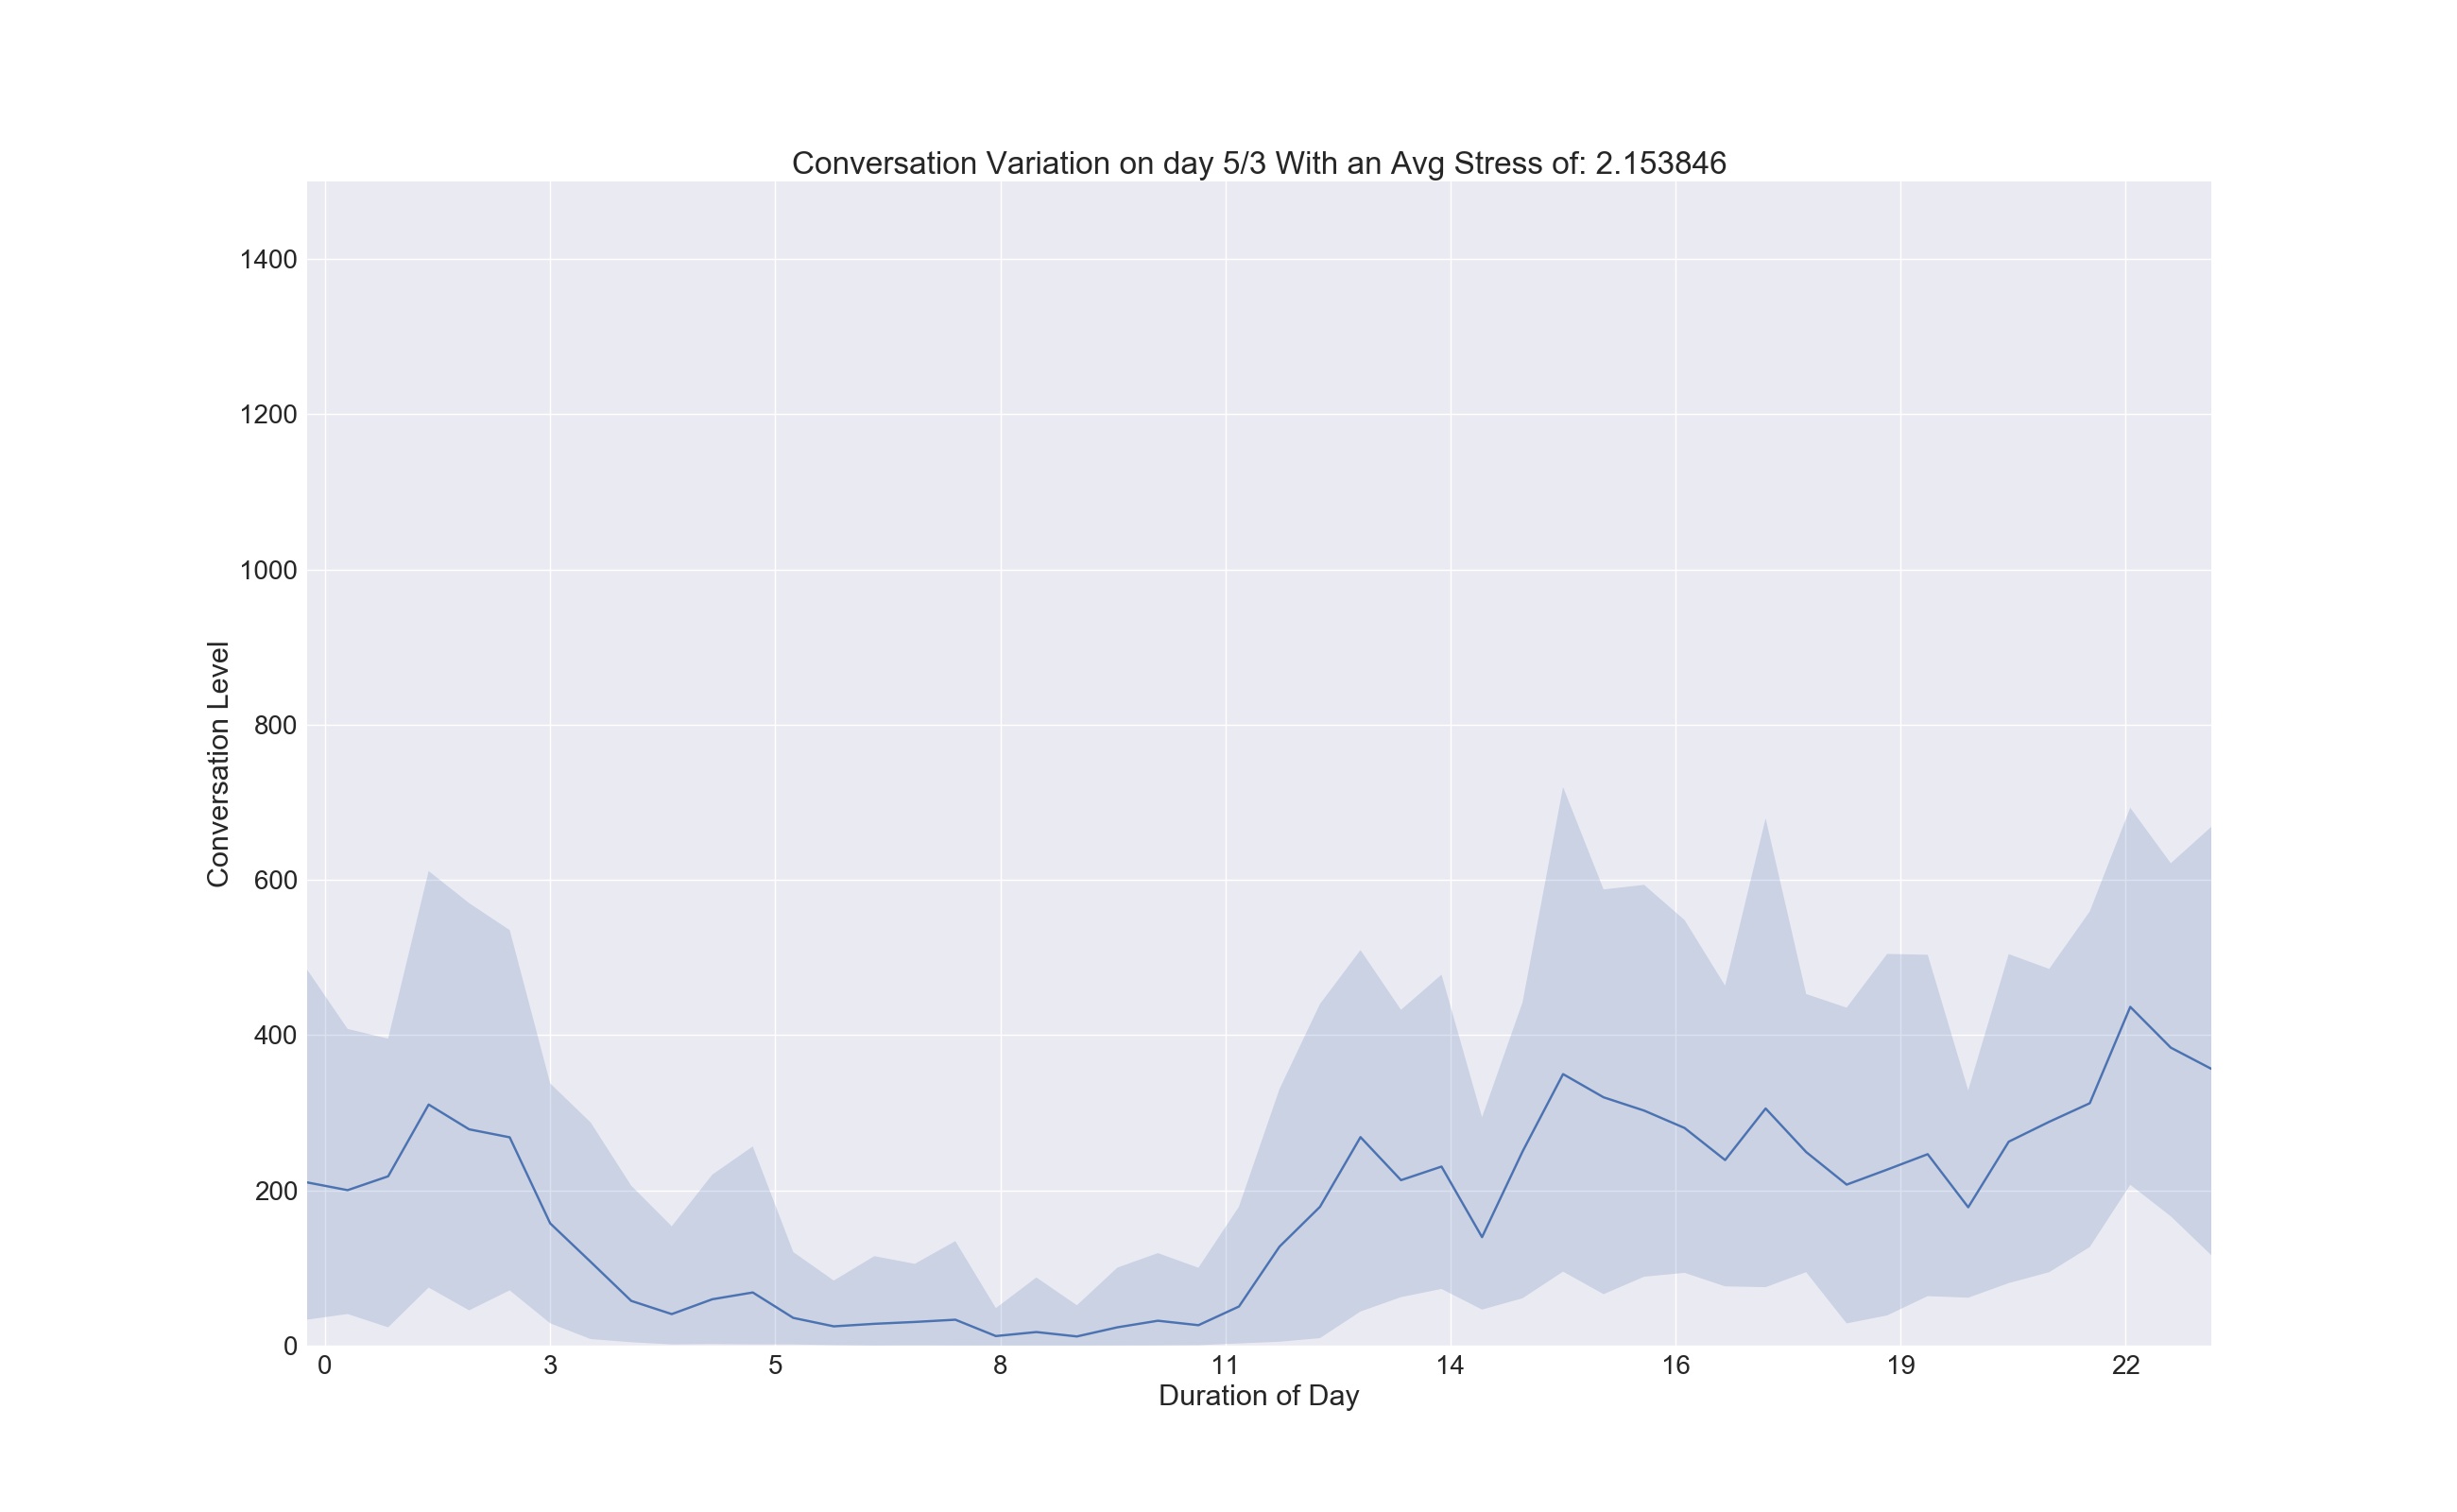 Conversation Variation on day 5/3 With an Avg Stress of: 2.153846
1400
1200
1000
800
600
400
200
0
Conversation Level
0 3 5 8 11 14 16 19 22
Duration of Day